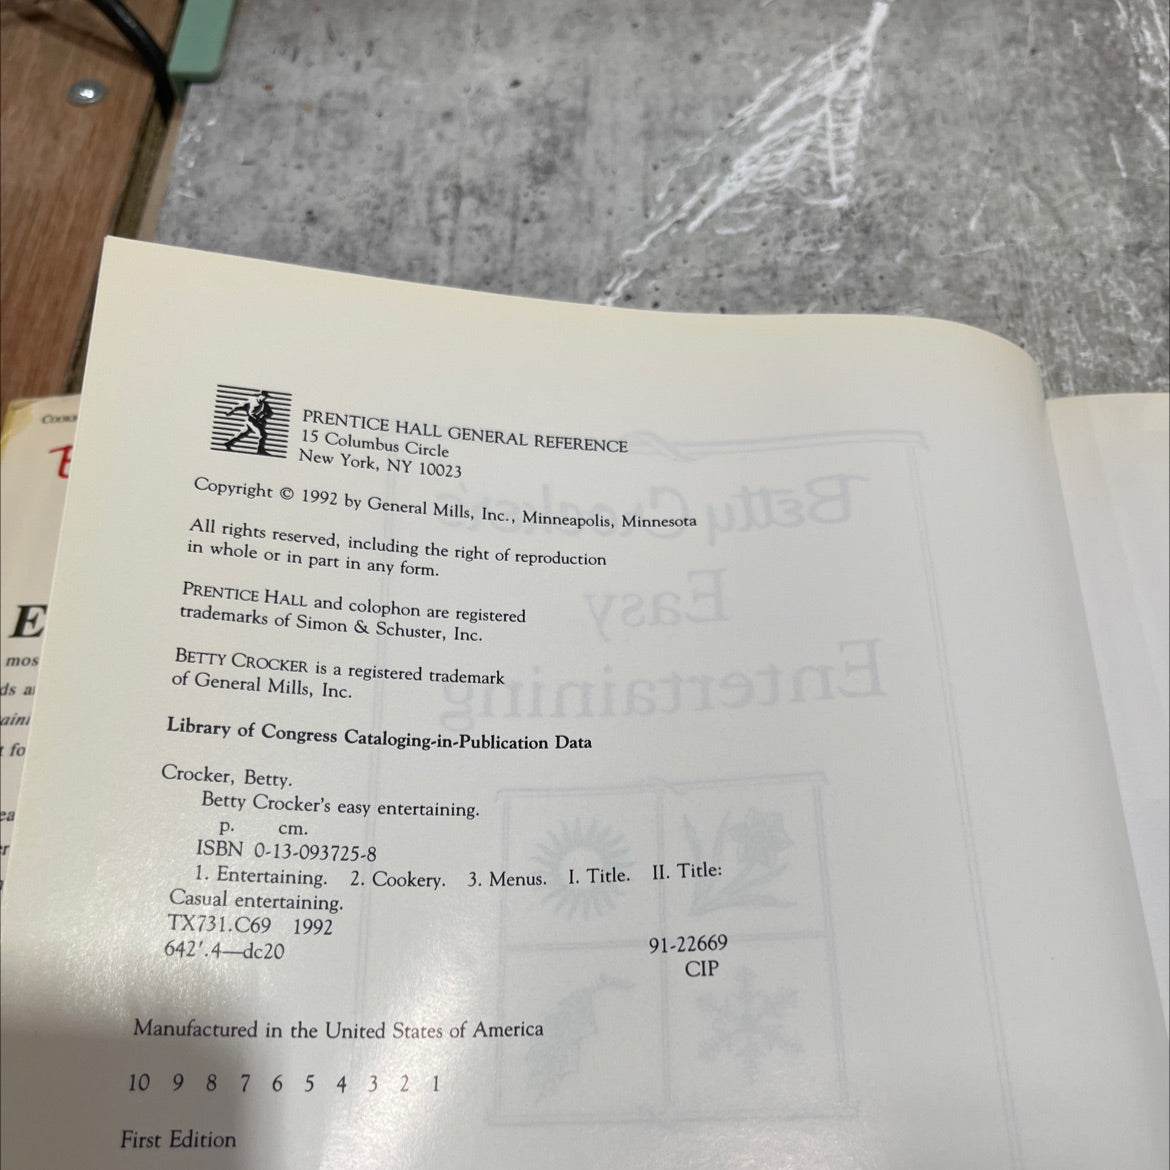 PRENTICE HALL GENERAL REFERENCE
15 Columbus Circle
New York, NY 10023
Copyright © 1992 by General Mills, Inc., Minneapolis, Minnesota
All rights reserved, including the right of reproduction
in whole or in part in any form.
PRENTICE HALL and colophon are registered
trademarks of Simon & Schuster, Inc.
BETTY CROCKER is a registered trademark
of General Mills, Inc.
Library of Congress Cataloging-in-Publication Data
Crocker, Betty.
Betty Crocker's easy entertaining.
p. cm.
ISBN 0-13-093725-8
1. Entertaining. 2. Cookery. 3. Menus. I. Title. II. Title:
Casual entertaining.
TX731.C69 1992
642'.4—dc20
91-22669
CIP
Manufactured in the United States of America
10 9 8 7 6 5 4 3 2 1
First Edition
Betty Crocker's
Easy
Entertaining